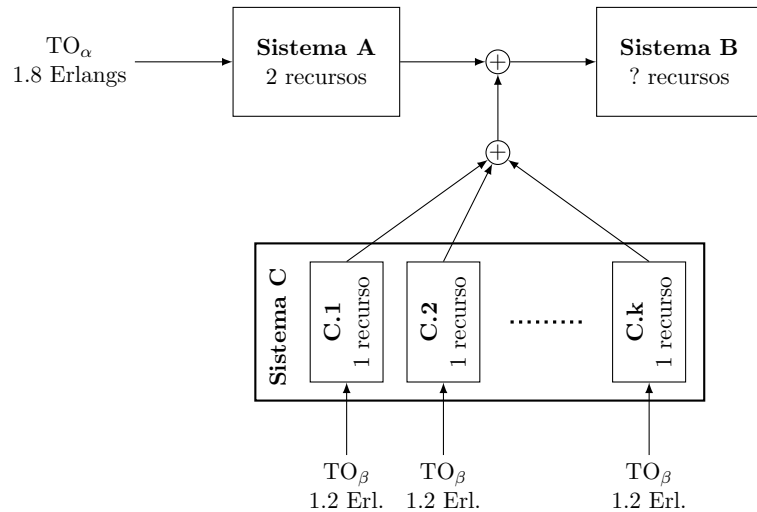 TOα
1.8 Erlangs
Sistema A
2 recursos
+
Sistema B
? recursos
+
Sistema C
C.1
1 recurso
C.2
1 recurso
..........
C.k
1 recurso
TOβ
1.2 Erl.
TOβ
1.2 Erl.
TOβ
1.2 Erl.